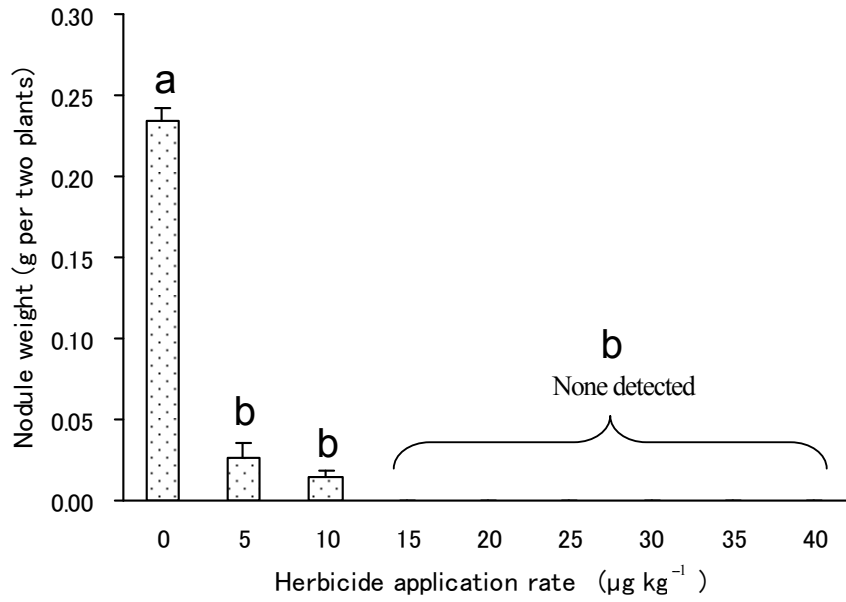 Nodule weight (g per two plants)
0.30
0.25
0.20
0.15
0.10
0.05
0.00
a
b
b
b
None detected
0 5 10 15 20 25 30 35 40
Herbicide application rate (µg kg⁻¹)